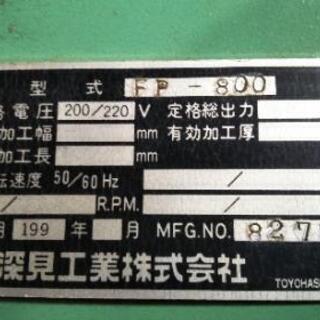 型 式 FP-800
電圧 200/220 V 定格総出力
加工幅 mm 有効加工厚
加工長 mm
速度 50/60 Hz /
/ R.P.M. /
月 199 年 月 MFG.NO. 827
深見工業株式会社
TOYOHAS